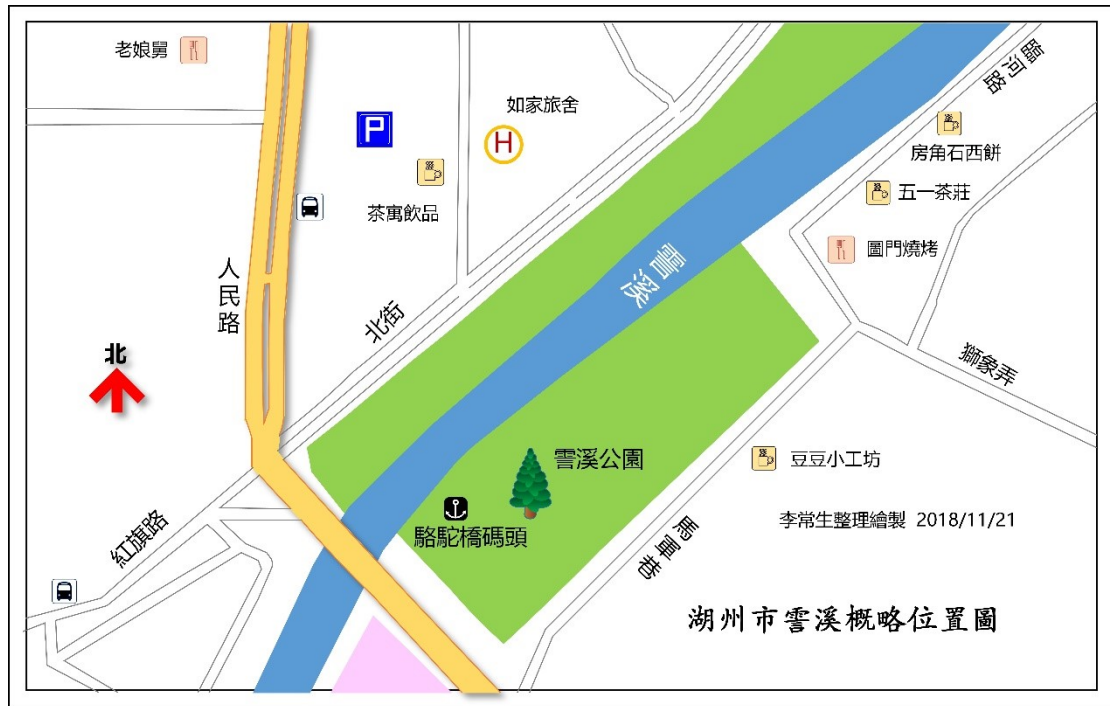 老娘舅
P
如家旅舍
H
茶寓飲品
臨河路
房角石西餅
五一茶莊
圖門燒烤
人民路
霅溪
北街
北
獅象弄
霅溪公園
豆豆小工坊
駱駝橋碼頭
紅旗路
馬軍巷
李常生整理繪製 2018/11/21
湖州市霅溪概略位置圖